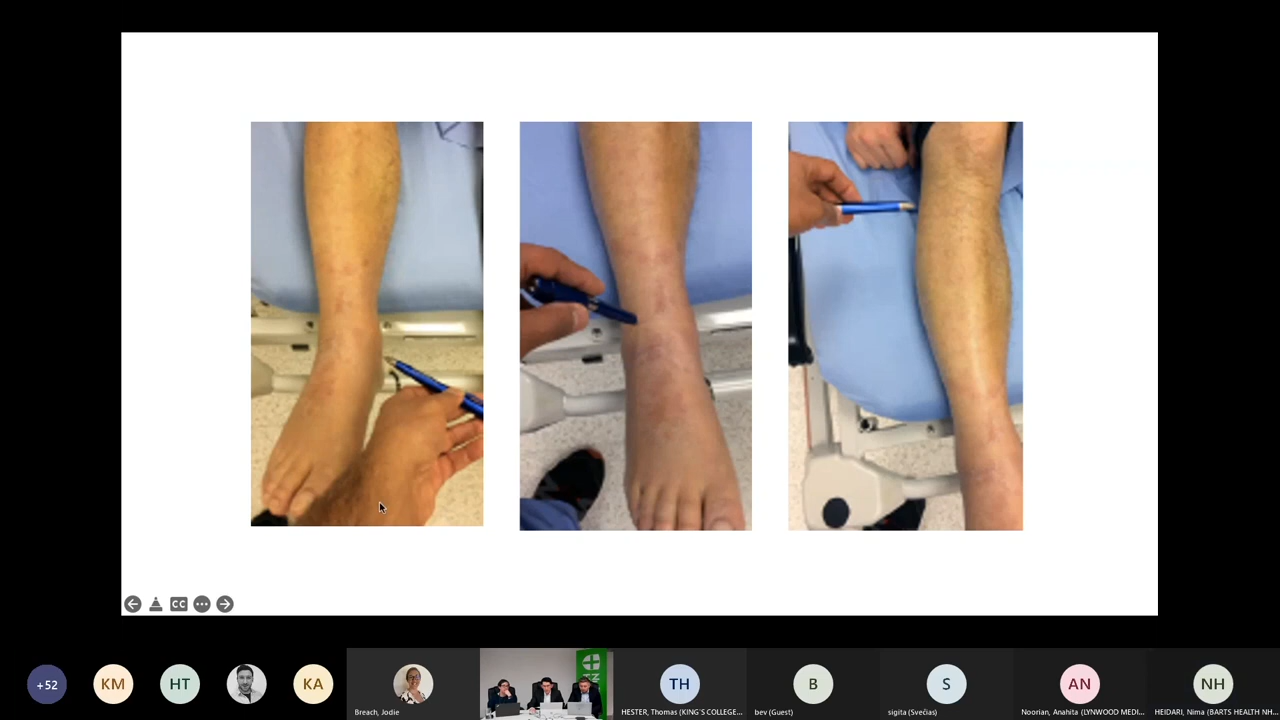 CC
+52
KM
HT
KA
Breach, Jodie
TH
HESTER, Thomas (KING'S COLLEGE...
B
bev (Guest)
S
sigita (Svečias)
AN
Noorian, Anahita (LYNWOOD MEDI...
NH
HEIDARI, Nima (BARTS HEALTH NH...